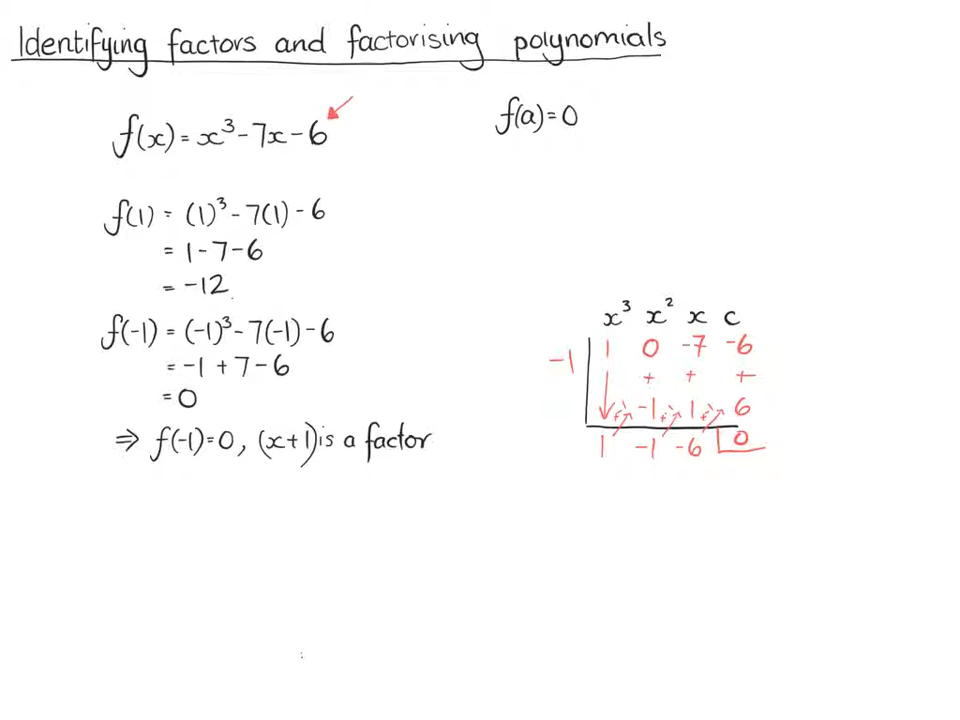 Identifying factors and factorising polynomials
f(x) = x³ - 7x - 6
f(a) = 0
f(1) = (1)³ - 7(1) - 6
= 1 - 7 - 6
= -12
f(-1) = (-1)³ - 7(-1) - 6
= -1 + 7 - 6
= 0
⇒ f(-1) = 0, (x+1) is a factor
x³ x² x c
-1 | 1 0 -7 -6
+ + +
-1 1 6
1 -1 -6 0